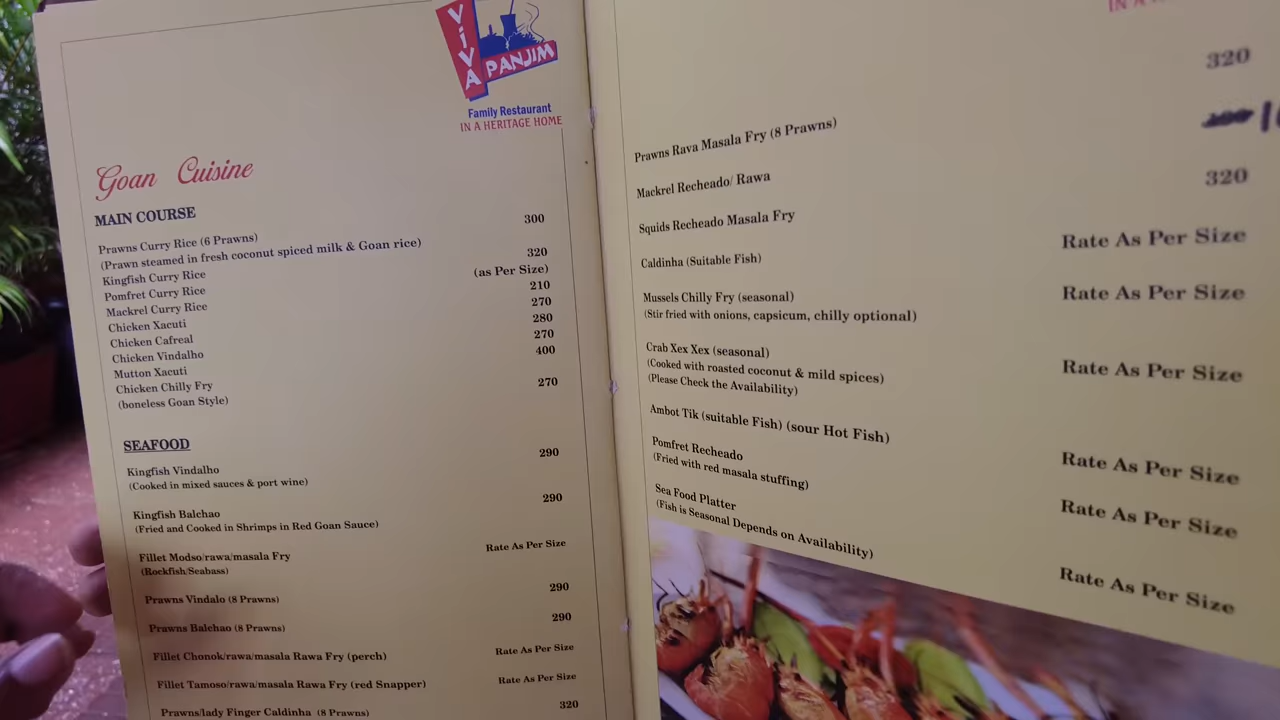 ViVA
PANJIM
Family Restaurant
IN A HERITAGE HOME
Goan Cuisine
MAIN COURSE
Prawns Curry Rice (6 Prawns) 300
(Prawn steamed in fresh coconut spiced milk & Goan rice)
Kingfish Curry Rice 320
Pomfret Curry Rice (as Per Size)
Mackrel Curry Rice 210
Chicken Xacuti 270
Chicken Cafreal 280
Chicken Vindalho 270
Mutton Xacuti 400
Chicken Chilly Fry
(boneless Goan Style) 270
SEAFOOD
Kingfish Vindalho 290
(Cooked in mixed sauces & port wine)
Kingfish Balchao 290
(Fried and Cooked in Shrimps in Red Goan Sauce)
Fillet Modso/rawa/masala Fry Rate As Per Size
(Rockfish/Seabass)
Prawns Vindalo (8 Prawns) 290
Prawns Balchao (8 Prawns) 290
Fillet Chonok/rawa/masala Rawa Fry (perch) Rate As Per Size
Fillet Tamoso/rawa/masala Rawa Fry (red Snapper) Rate As Per Size
Prawns/lady Finger Caldinha (8 Prawns) 320
IN A
Prawns Rava Masala Fry (8 Prawns) 320
Mackrel Recheado/ Rawa
Squids Recheado Masala Fry 320
Caldinha (Suitable Fish) Rate As Per Size
Mussels Chilly Fry (seasonal) Rate As Per Size
(Stir fried with onions, capsicum, chilly optional)
Crab Xex Xex (seasonal) Rate As Per Size
(Cooked with roasted coconut & mild spices)
(Please Check the Availability)
Ambot Tik (suitable Fish) (sour Hot Fish) Rate As Per Size
Pomfret Recheado Rate As Per Size
(Fried with red masala stuffing)
Sea Food Platter Rate As Per Size
(Fish is Seasonal Depends on Availability)